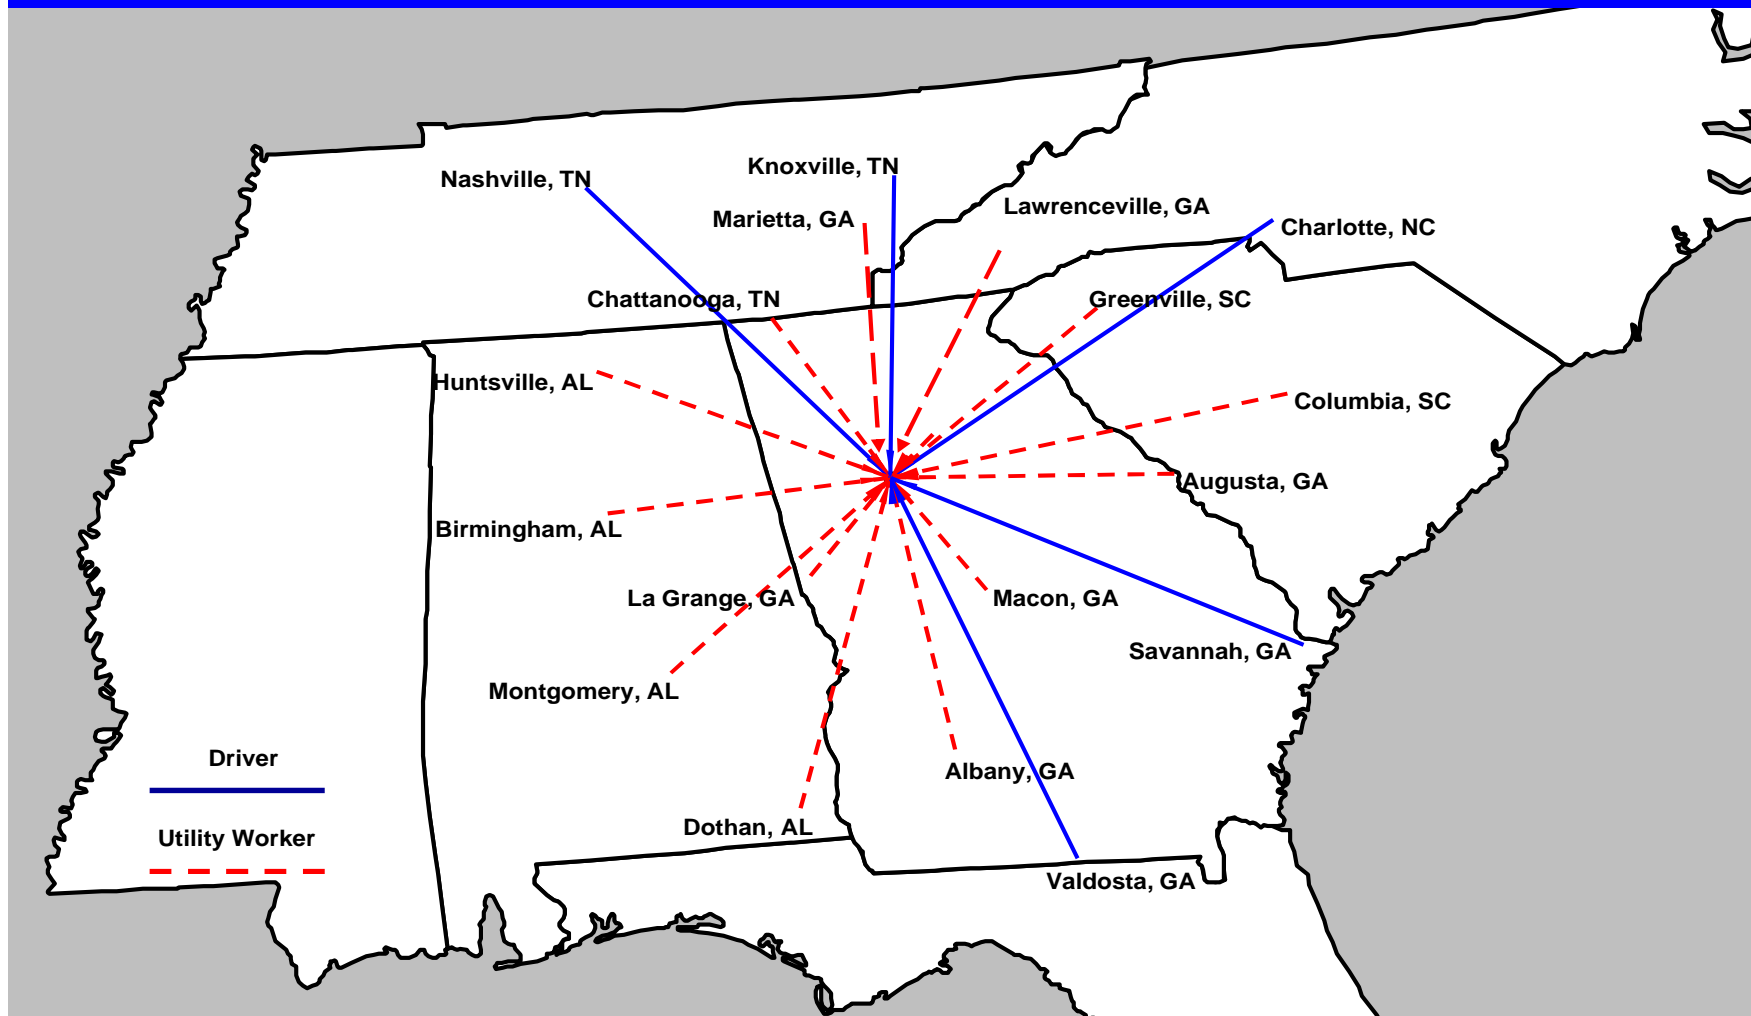 Knoxville, TN
Nashville, TN
Lawrenceville, GA
Marietta, GA
Charlotte, NC
Chattanooga, TN
Greenville, SC
Huntsville, AL
Columbia, SC
Augusta, GA
Birmingham, AL
La Grange, GA
Macon, GA
Savannah, GA
Montgomery, AL
Driver
Albany, GA
Dothan, AL
Utility Worker
Valdosta, GA